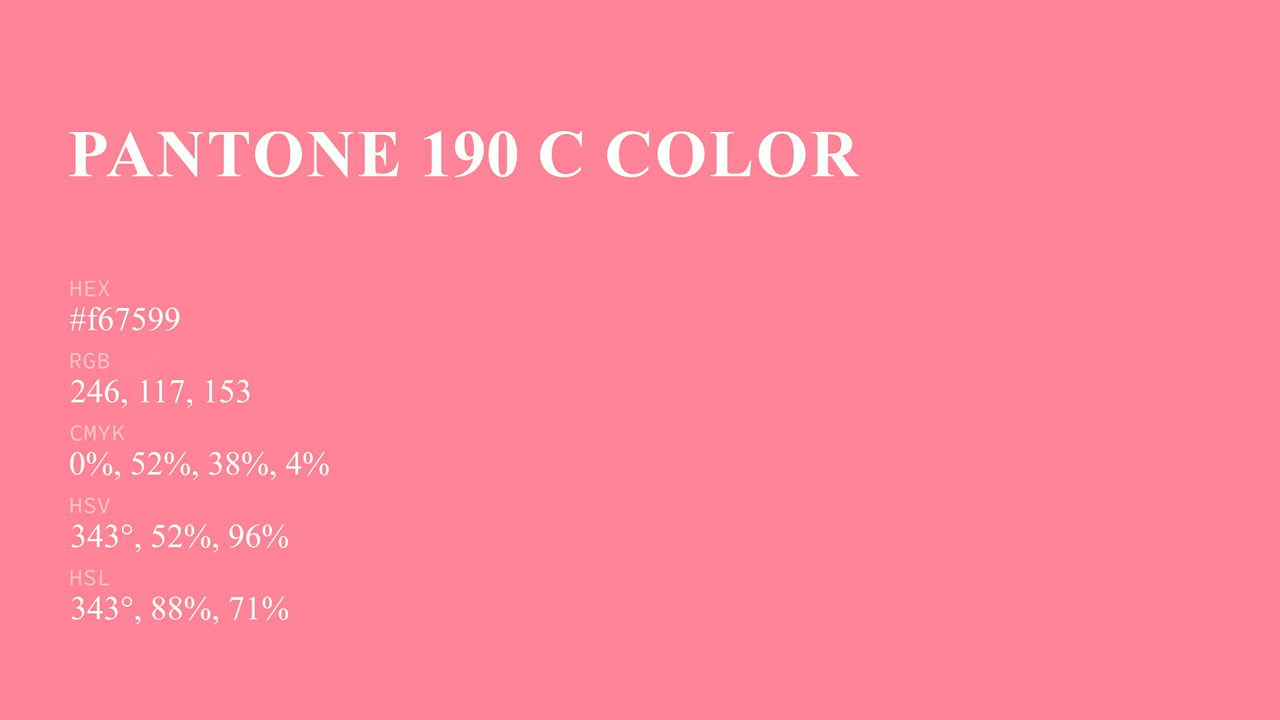 PANTONE 190 C COLOR
HEX
#f67599
RGB
246, 117, 153
CMYK
0%, 52%, 38%, 4%
HSV
343°, 52%, 96%
HSL
343°, 88%, 71%